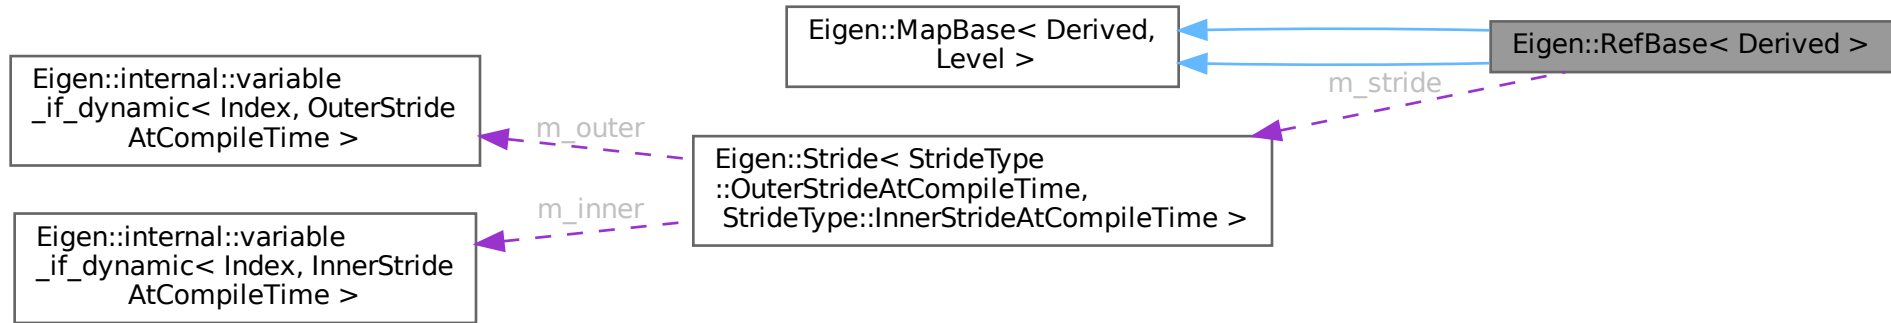 Eigen::MapBase< Derived,
Level >
Eigen::RefBase< Derived >
m_stride
Eigen::internal::variable
_if_dynamic< Index, OuterStride
AtCompileTime >
m_outer
Eigen::Stride< StrideType
::OuterStrideAtCompileTime,
StrideType::InnerStrideAtCompileTime >
m_inner
Eigen::internal::variable
_if_dynamic< Index, InnerStride
AtCompileTime >